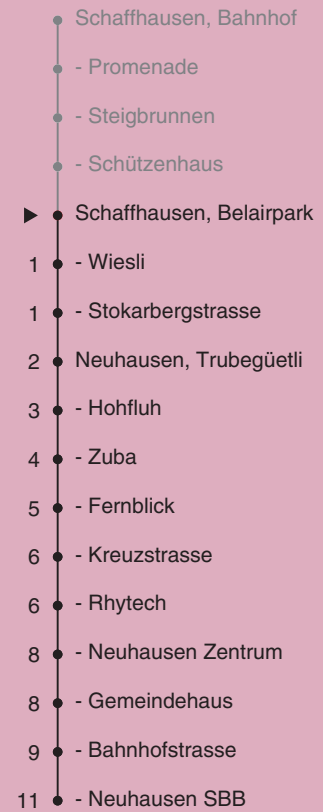 Schaffhausen, Bahnhof
- Promenade
- Steigbrunnen
- Schützenhaus
Schaffhausen, Belairpark
1 - Wiesli
1 - Stokarbergstrasse
2 Neuhausen, Trubegüetli
3 - Hohfluh
4 - Zuba
5 - Fernblick
6 - Kreuzstrasse
6 - Rhytech
8 - Neuhausen Zentrum
8 - Gemeindehaus
9 - Bahnhofstrasse
11 - Neuhausen SBB